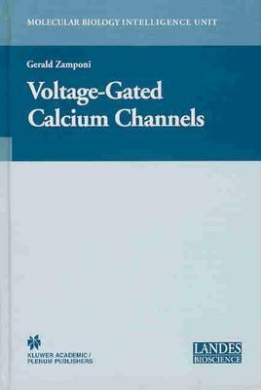 MOLECULAR BIOLOGY INTELLIGENCE UNIT
Gerald Zamponi
Voltage-Gated
Calcium Channels
KLUWER ACADEMIC /
PLENUM PUBLISHERS
LANDES
BIOSCIENCE